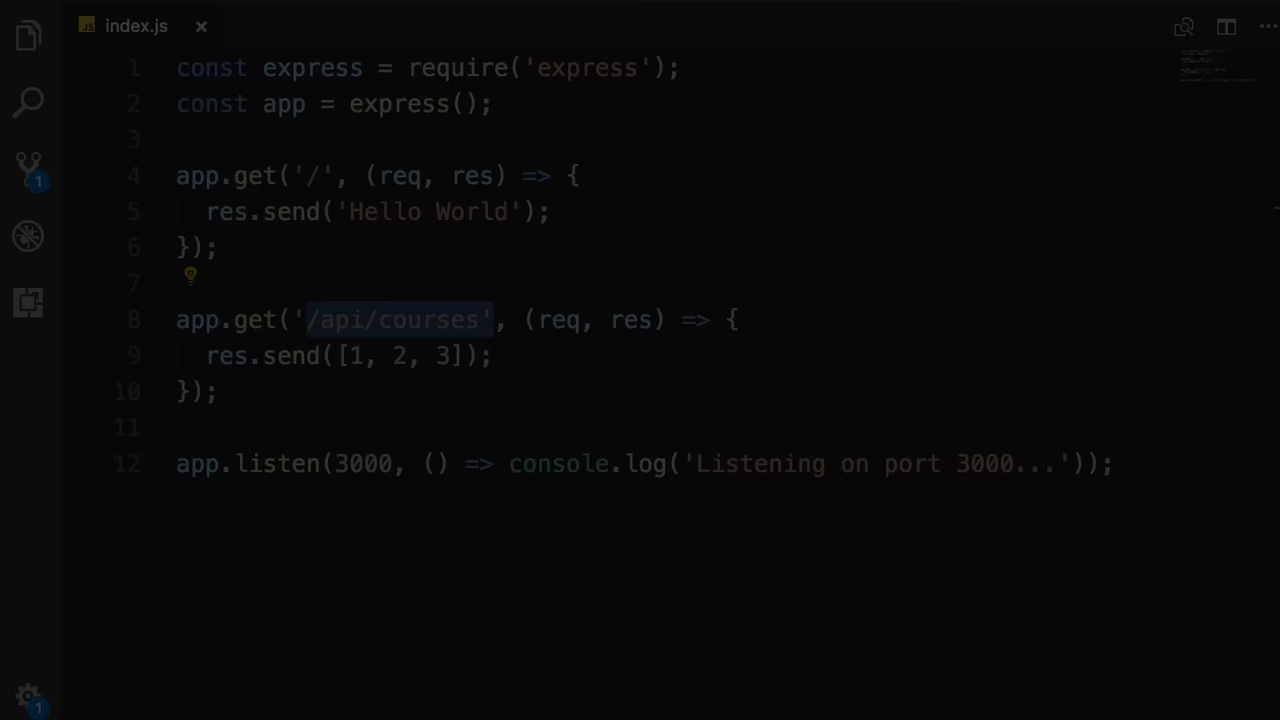 index.js
1 const express = require('express');
2 const app = express();
3
4 app.get('/', (req, res) => {
5 res.send('Hello World');
6 });
7
8 app.get('/api/courses', (req, res) => {
9 res.send([1, 2, 3]);
10 });
11
12 app.listen(3000, () => console.log('Listening on port 3000...'));
1
1